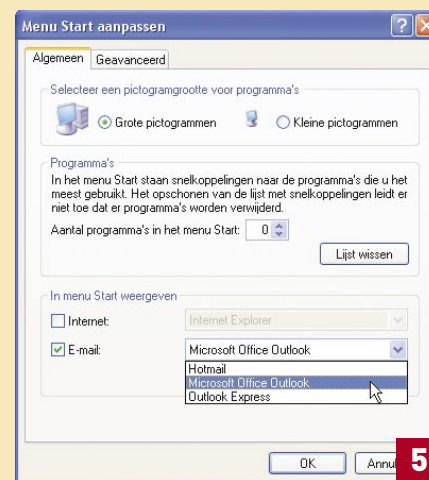 Menu Start aanpassen
Algemeen Geavanceerd
Selecteer een pictogramgrootte voor programma's
Grote pictogrammen Kleine pictogrammen
Programma's
In het menu Start staan snelkoppelingen naar de programma's die u het
meest gebruikt. Het opschonen van de lijst met snelkoppelingen leidt er
niet toe dat er programma's worden verwijderd.
Aantal programma's in het menu Start: 0
Lijst wissen
In menu Start weergeven
Internet: Internet Explorer
E-mail: Microsoft Office Outlook
Hotmail
Microsoft Office Outlook
Outlook Express
OK Annu
5